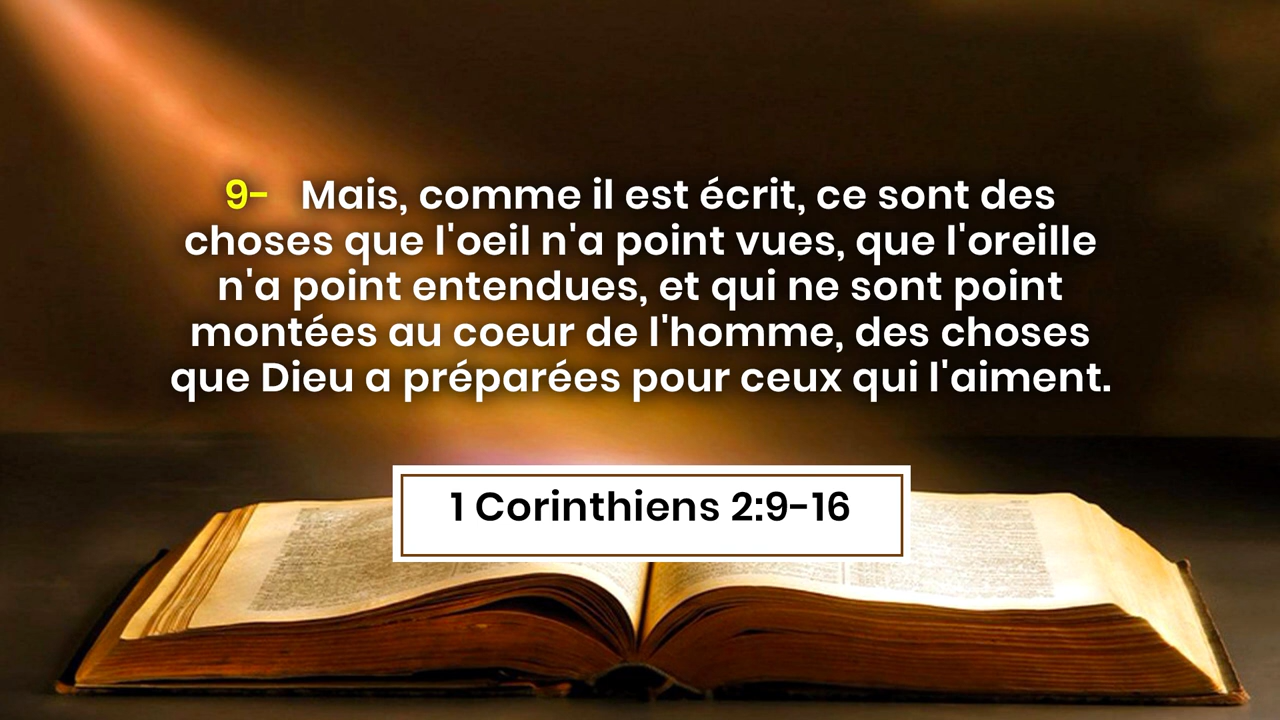 9- Mais, comme il est écrit, ce sont des
choses que l'oeil n'a point vues, que l'oreille
n'a point entendues, et qui ne sont point
montées au coeur de l'homme, des choses
que Dieu a préparées pour ceux qui l'aiment.
1 Corinthiens 2:9-16